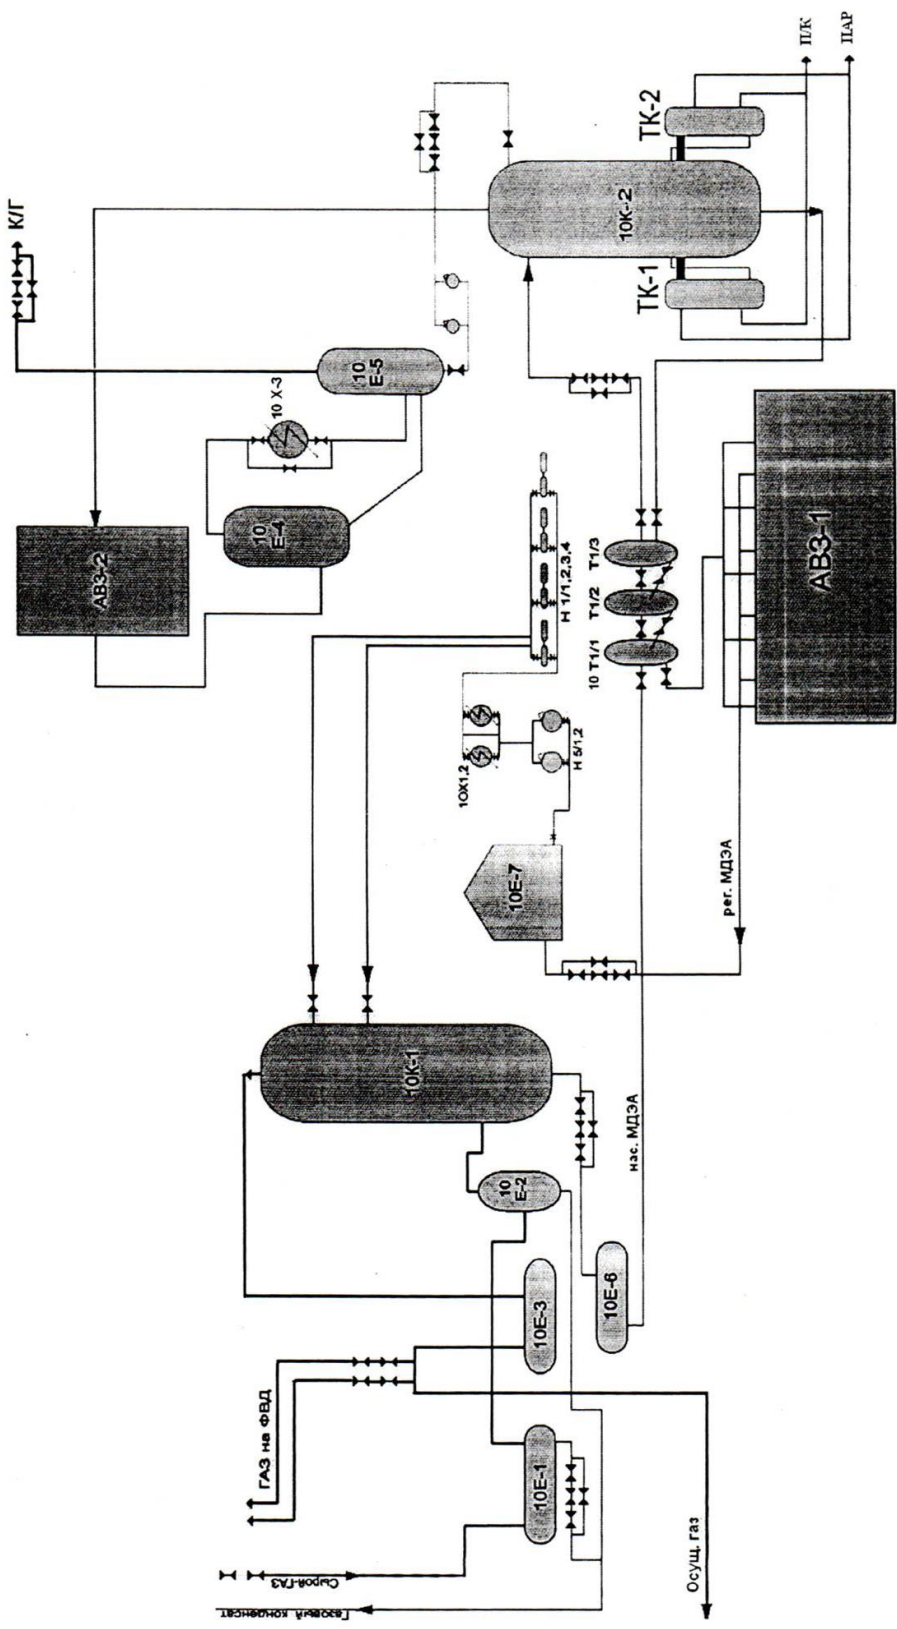 К/Г
П/К
ПАР
АВЗ-2
10 Х-3
10
Е-4
10
Е-5
ТК-2
10К-2
ТК-1
Н 1/1,2,3,4
Т1/3
Т1/2
10 Т1/1
АВЗ-1
10Х1,2
Н 5/1,2
10Е-7
рег. МДЭА
10К-1
нас. МДЭА
10
Е-2
10Е-6
10Е-3
ГАЗ на ФВД
10Е-1
Сырой-ГАЗ
Осущ. газ
Газовый конденсат